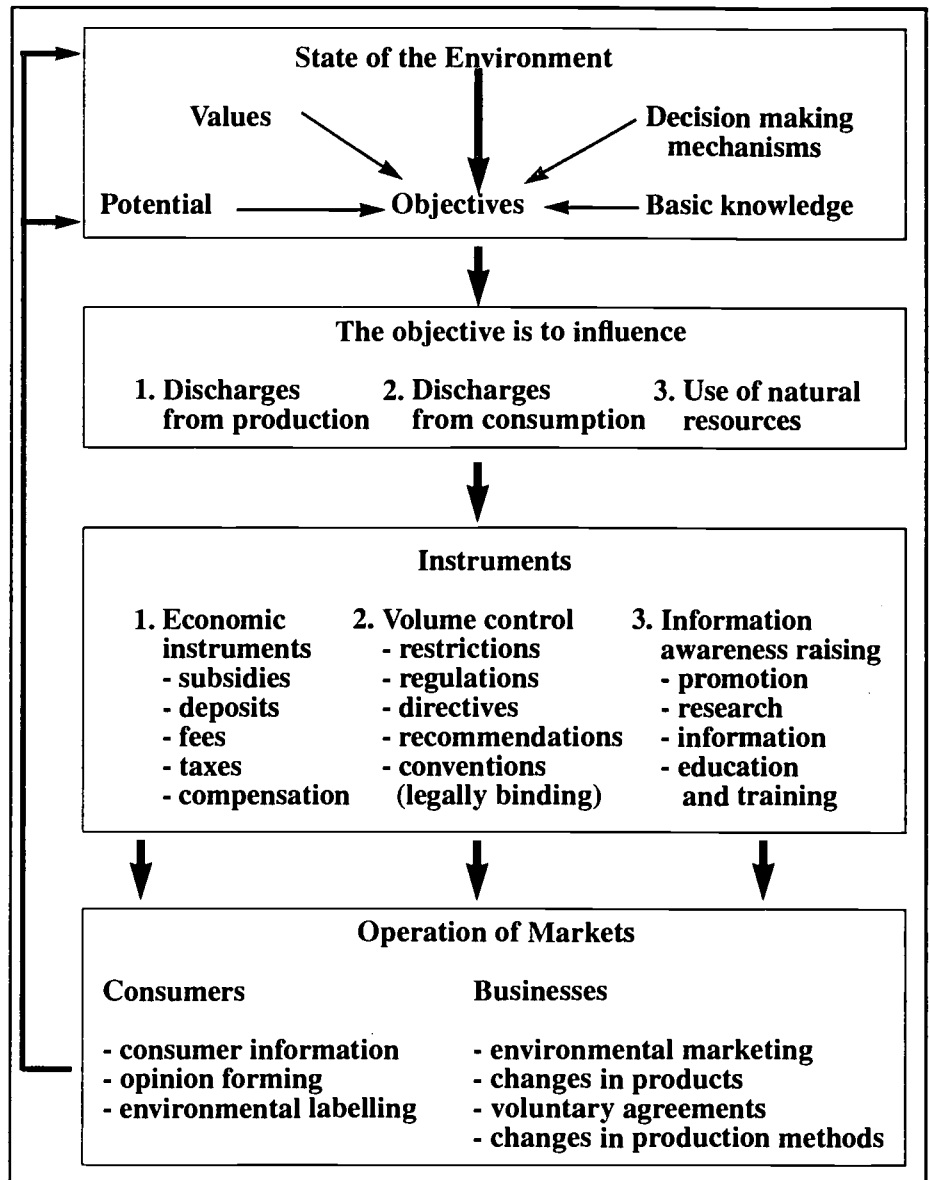 State of the Environment
Values
Decision making
mechanisms
Potential
Objectives
Basic knowledge
The objective is to influence
1. Discharges
from production
2. Discharges
from consumption
3. Use of natural
resources
Instruments
1. Economic
instruments
- subsidies
- deposits
- fees
- taxes
- compensation
2. Volume control
- restrictions
- regulations
- directives
- recommendations
- conventions
(legally binding)
3. Information
awareness raising
- promotion
- research
- information
- education
and training
Operation of Markets
Consumers
- consumer information
- opinion forming
- environmental labelling
Businesses
- environmental marketing
- changes in products
- voluntary agreements
- changes in production methods